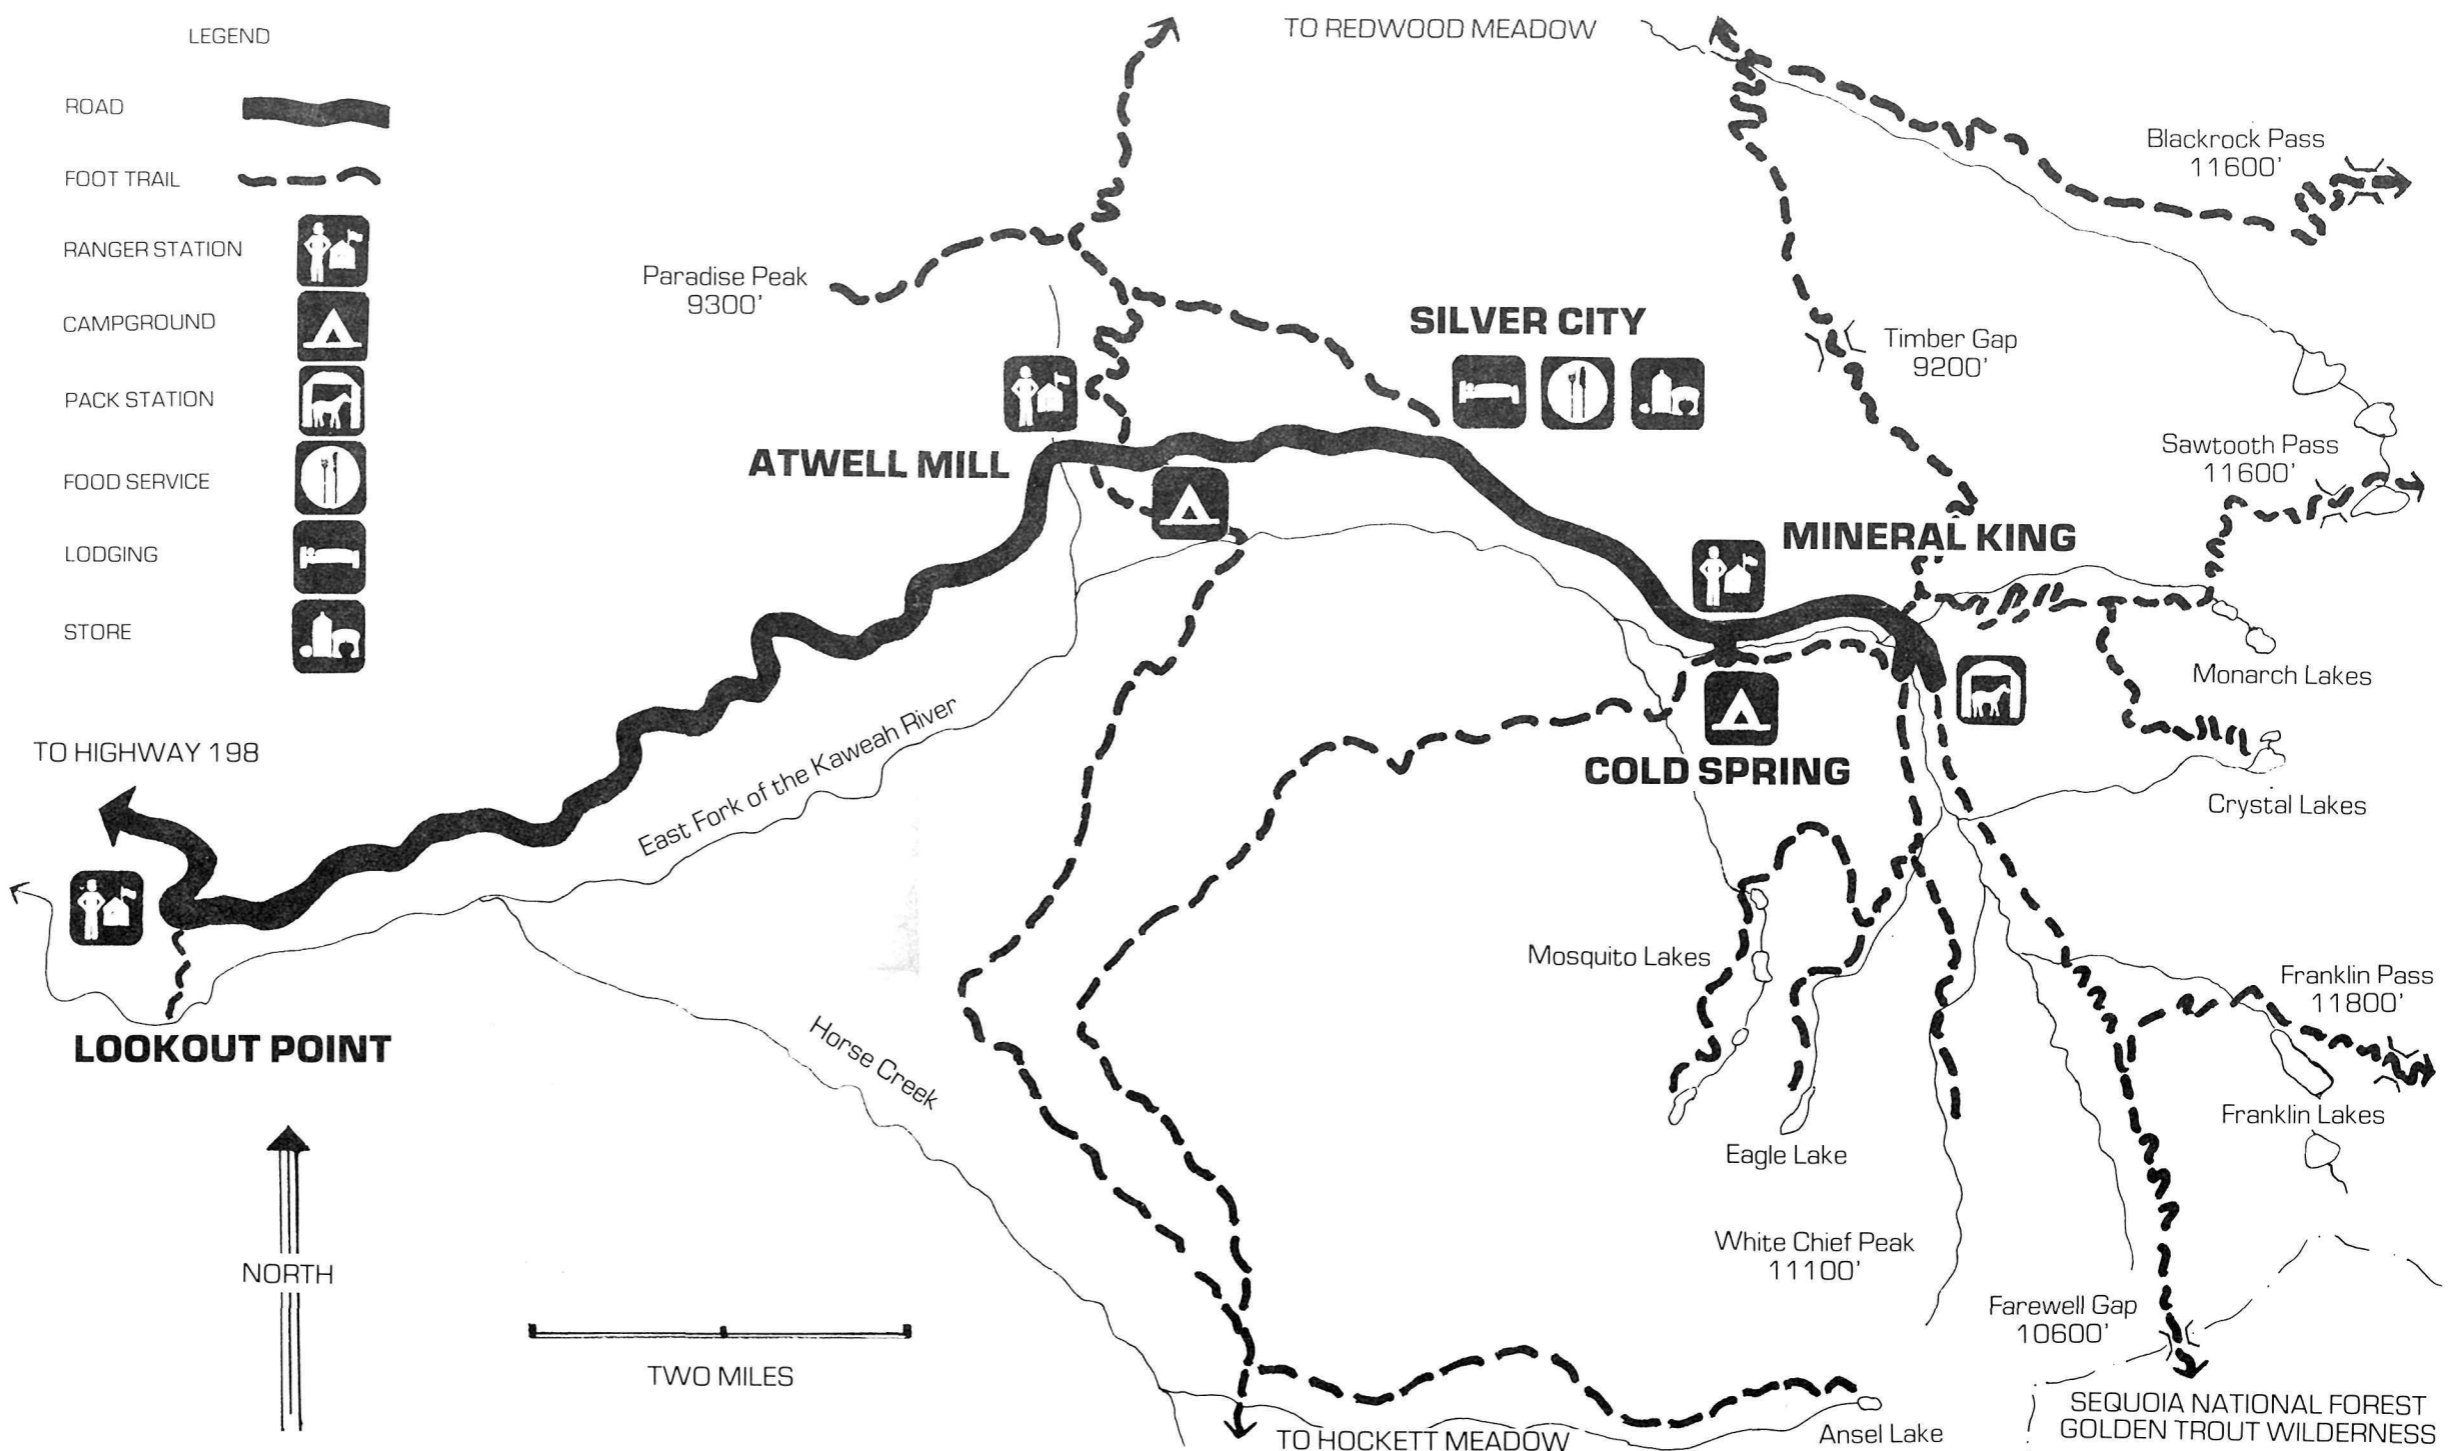 LEGEND
ROAD
FOOT TRAIL
RANGER STATION
CAMPGROUND
PACK STATION
FOOD SERVICE
LODGING
STORE
TO REDWOOD MEADOW
Blackrock Pass
11600'
Paradise Peak
9300'
SILVER CITY
Timber Gap
9200'
Sawtooth Pass
11600'
ATWELL MILL
MINERAL KING
Monarch Lakes
TO HIGHWAY 198
East Fork of the Kaweah River
COLD SPRING
Crystal Lakes
Mosquito Lakes
Franklin Pass
11800'
LOOKOUT POINT
Horse Creek
Franklin Lakes
Eagle Lake
White Chief Peak
11100'
NORTH
Farewell Gap
10600'
TWO MILES
SEQUOIA NATIONAL FOREST
GOLDEN TROUT WILDERNESS
TO HOCKETT MEADOW
Ansel Lake